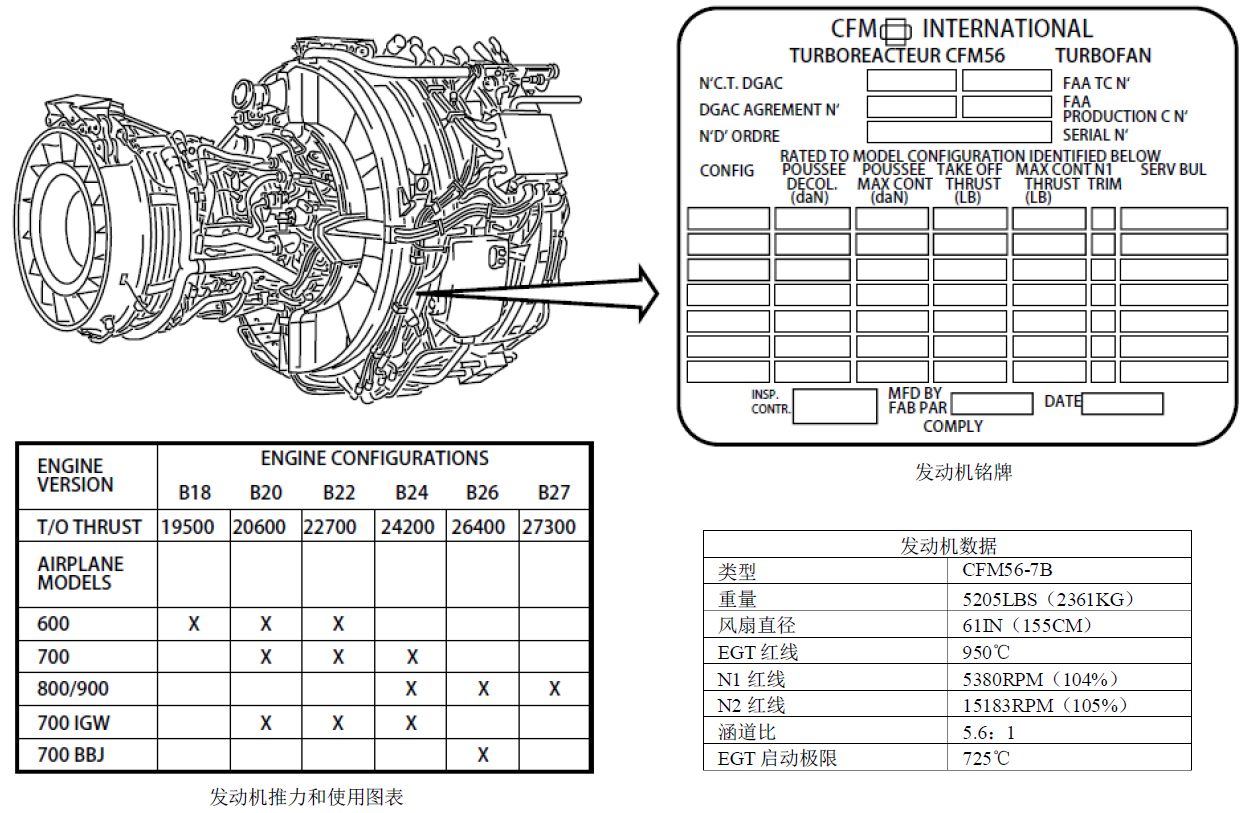 CFM INTERNATIONAL
TURBOREACTEUR CFM56 TURBOFAN
N'C.T. DGAC FAA TC N'
DGAC AGREMENT N' FAA
PRODUCTION C N'
N'D' ORDRE SERIAL N'
RATED TO MODEL CONFIGURATION IDENTIFIED BELOW
CONFIG POUSSEE POUSSEE TAKE OFF MAX CONT N1 SERV BUL
DECOL. MAX CONT THRUST THRUST TRIM
(daN) (daN) (LB) (LB)
INSP. MFD BY
CONTR. FAB PAR DATE
COMPLY
发动机铭牌
ENGINE VERSION ENGINE CONFIGURATIONS
B18 B20 B22 B24 B26 B27
T/O THRUST 19500 20600 22700 24200 26400 27300
AIRPLANE
MODELS
600 X X X
700 X X X
800/900 X X X
700 IGW X X X
700 BBJ X
发动机推力和使用图表
发动机数据
类型 CFM56-7B
重量 5205LBS（2361KG）
风扇直径 61IN（155CM）
EGT 红线 950℃
N1 红线 5380RPM（104%）
N2 红线 15183RPM（105%）
涵道比 5.6：1
EGT 启动极限 725℃